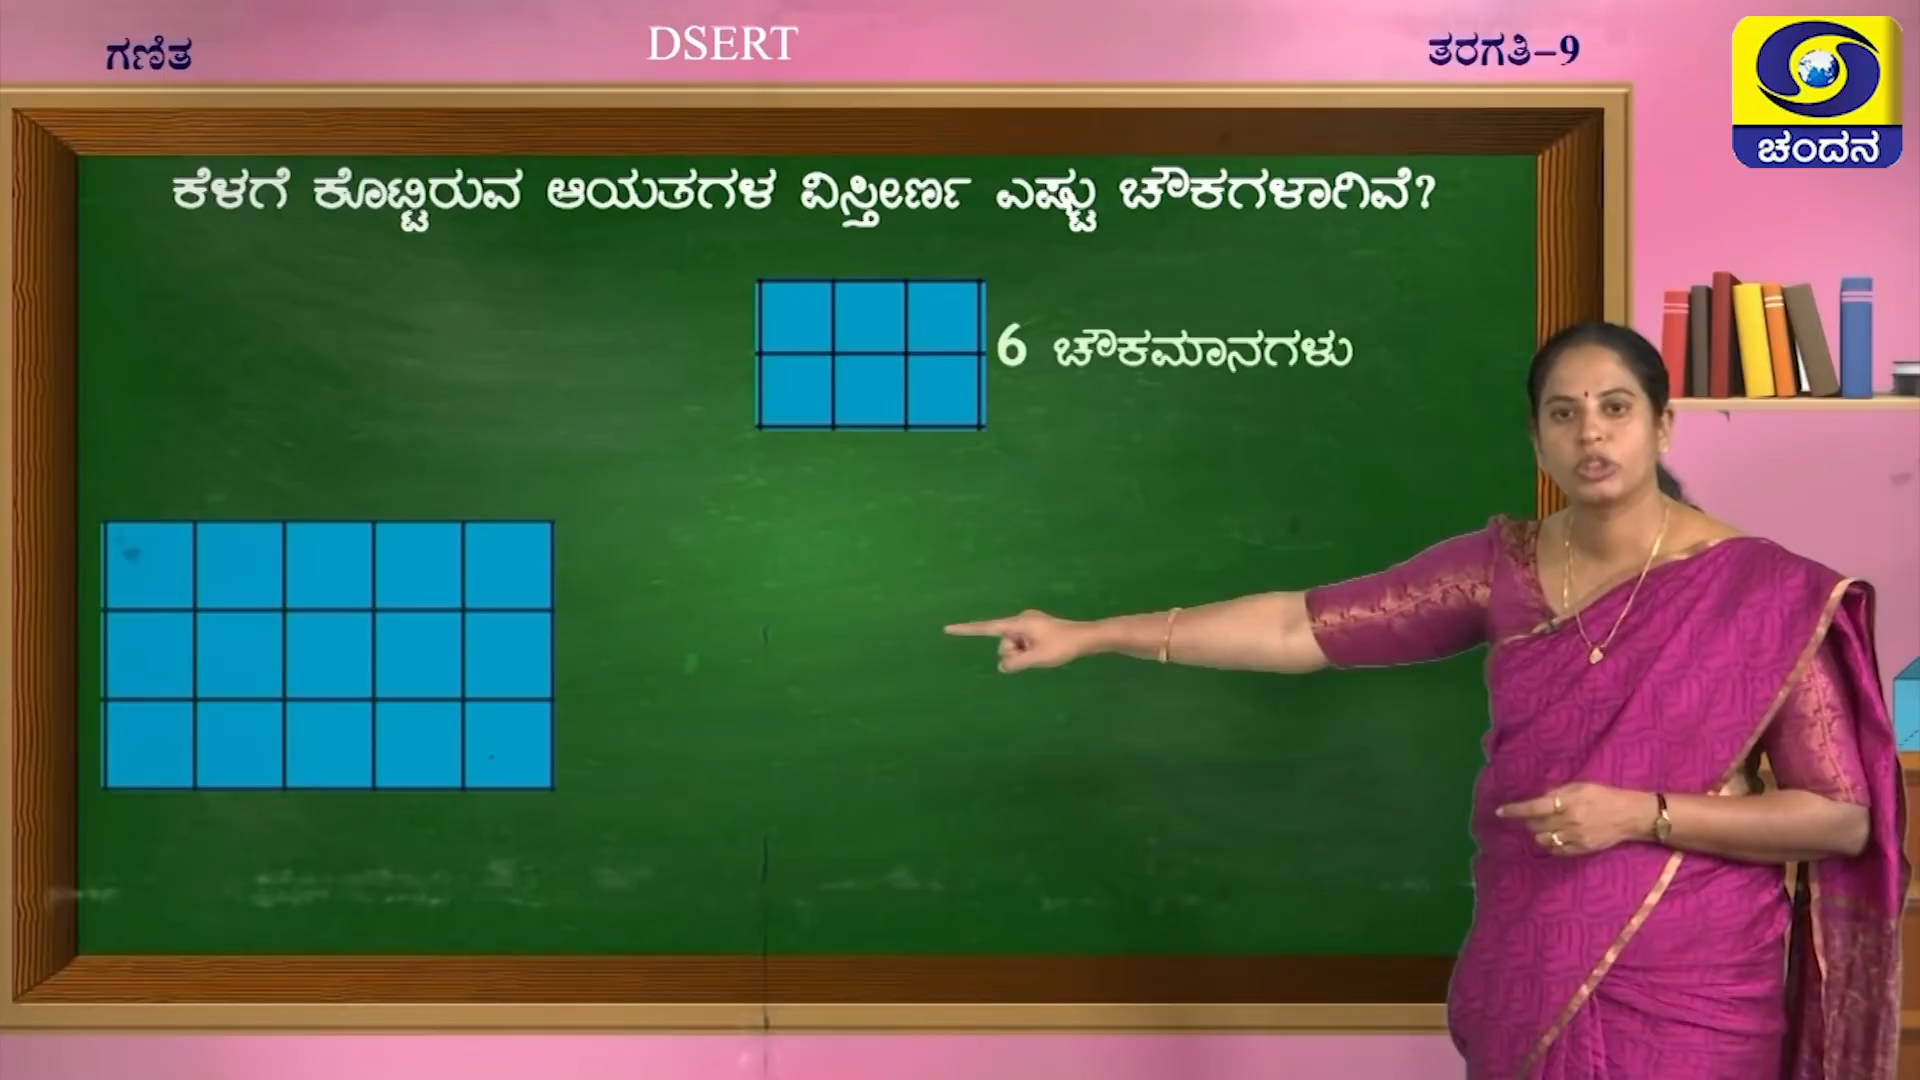 ಗಣಿತ
DSERT
ತರಗತಿ-9
ಚಂದನ
ಕೆಳಗೆ ಕೊಟ್ಟಿರುವ ಆಯತಗಳ ವಿಸ್ತೀರ್ಣ ಎಷ್ಟು ಚೌಕಗಳಾಗಿವೆ?
6 ಚೌಕಮಾನಗಳು